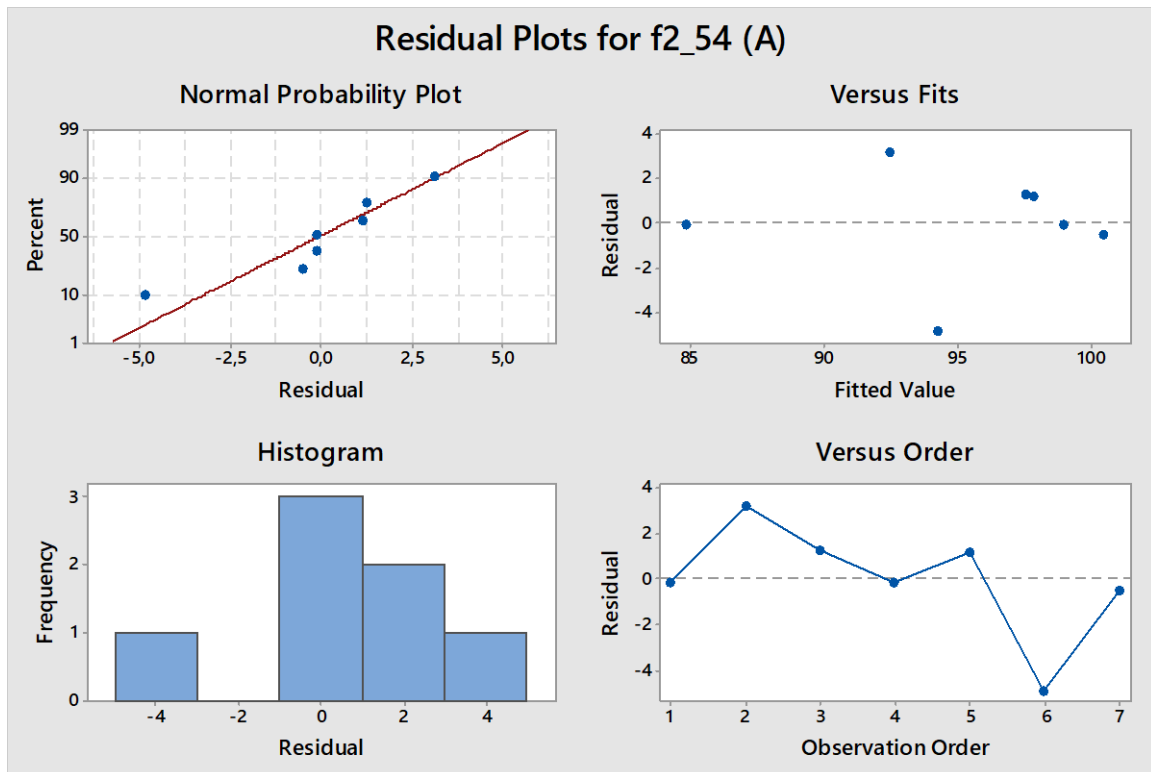 Residual Plots for f2_54 (A)
Normal Probability Plot
99
90
50
10
1
Percent
-5,0 -2,5 0,0 2,5 5,0
Residual
Versus Fits
4
2
0
-2
-4
Residual
85 90 95 100
Fitted Value
Histogram
3
2
1
0
Frequency
-4 -2 0 2 4
Residual
Versus Order
4
2
0
-2
-4
Residual
1 2 3 4 5 6 7
Observation Order